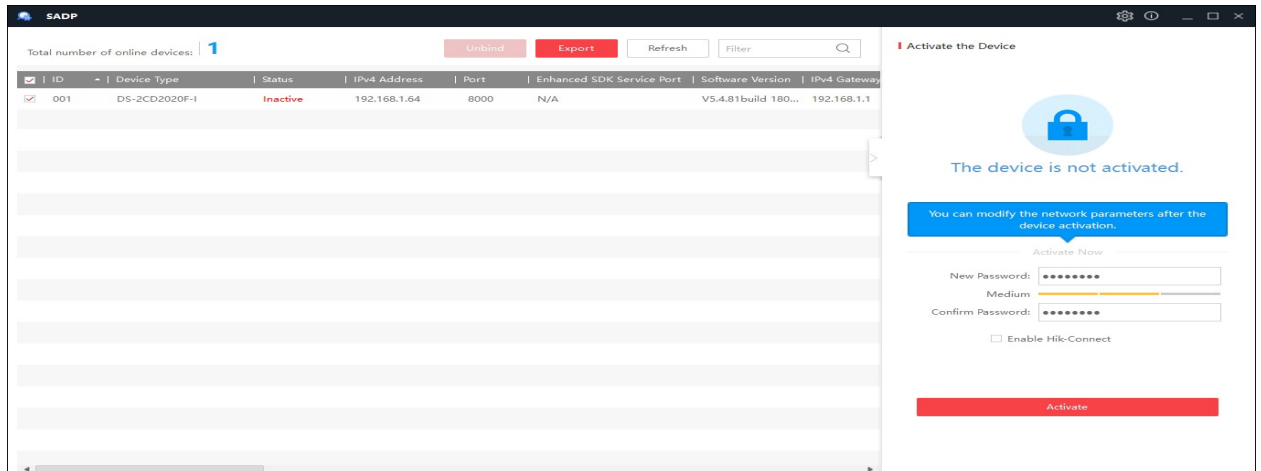 SADP
Total number of online devices: 1
Unbind
Export
Refresh
Filter
ID
Device Type
Status
IPv4 Address
Port
Enhanced SDK Service Port
Software Version
IPv4 Gateway
001
DS-2CD2020F-I
Inactive
192.168.1.64
8000
N/A
V5.4.81build 180...
192.168.1.1
Activate the Device
The device is not activated.
You can modify the network parameters after the
device activation.
Activate Now
New Password: ●●●●●●●●
Medium
Confirm Password: ●●●●●●●●
Enable Hik-Connect
Activate